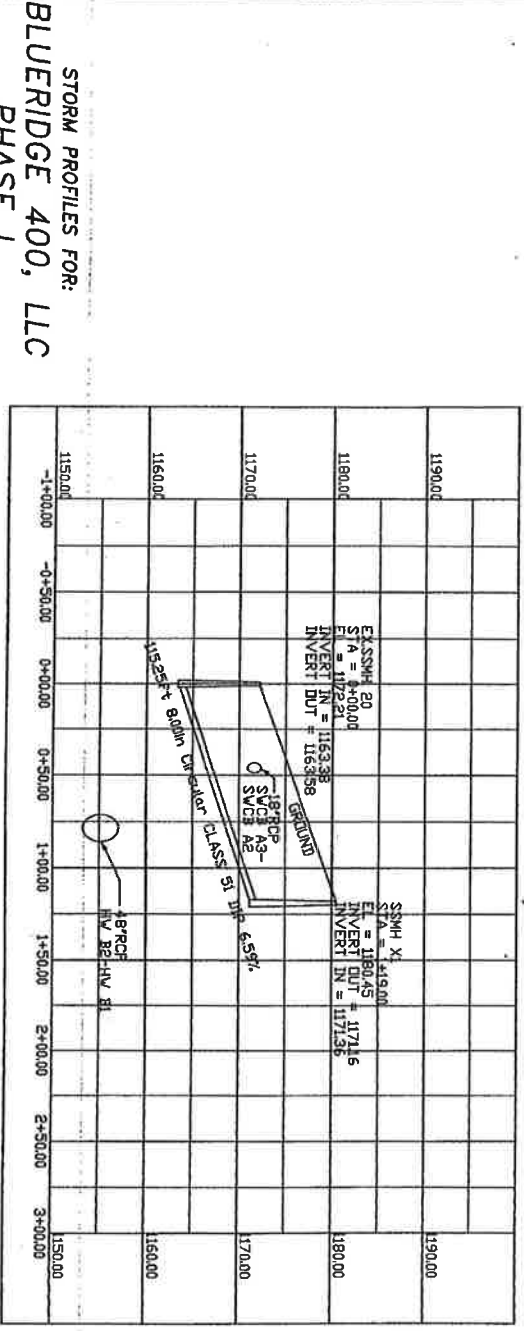 STORM PROFILES FOR:
BLUERIDGE 400, LLC
PHASE I
1190.00
1180.00
1170.00
1160.00
1150.00
EX.SSMH 20
STA = 0+00.00
EL = 1172.21
INVERT IN = 1163.38
INVERT OUT = 1163.58
SSMH X1
STA = 1+19.00
EL = 1180.45
INVERT OUT = 1171.16
INVERT IN = 1171.36
GROUND
18"RCP
SWCB A3-
SWCB A2
115.25Ft 8.00in Circular CLASS 51 DIP 6.59%
48"RCP
HW B2-HW B1
1190.00
1180.00
1170.00
1160.00
1150.00
-1+00.00
-0+50.00
0+00.00
0+50.00
1+00.00
1+50.00
2+00.00
2+50.00
3+00.00